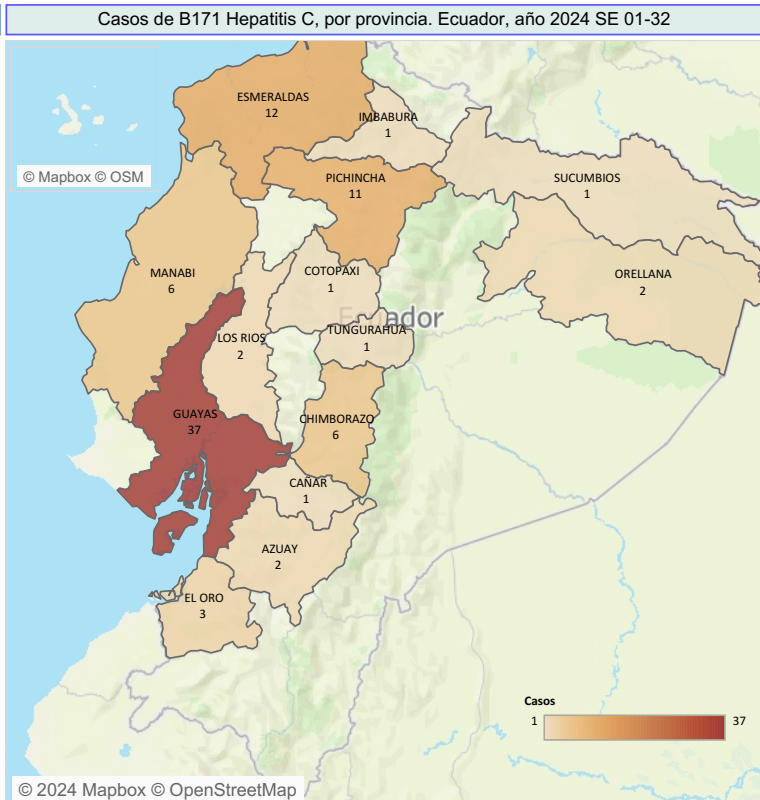 Casos de B171 Hepatitis C, por provincia. Ecuador, año 2024 SE 01-32
ESMERALDAS
12
IMBABURA
1
© Mapbox © OSM
PICHINCHA
11
SUCUMBIOS
1
MANABI
6
COTOPAXI
1
ORELLANA
2
Ecuador
LOS RIOS
2
TUNGURAHUA
1
GUAYAS
37
CHIMBORAZO
6
CAÑAR
1
AZUAY
2
EL ORO
3
Casos
1 37
© 2024 Mapbox © OpenStreetMap